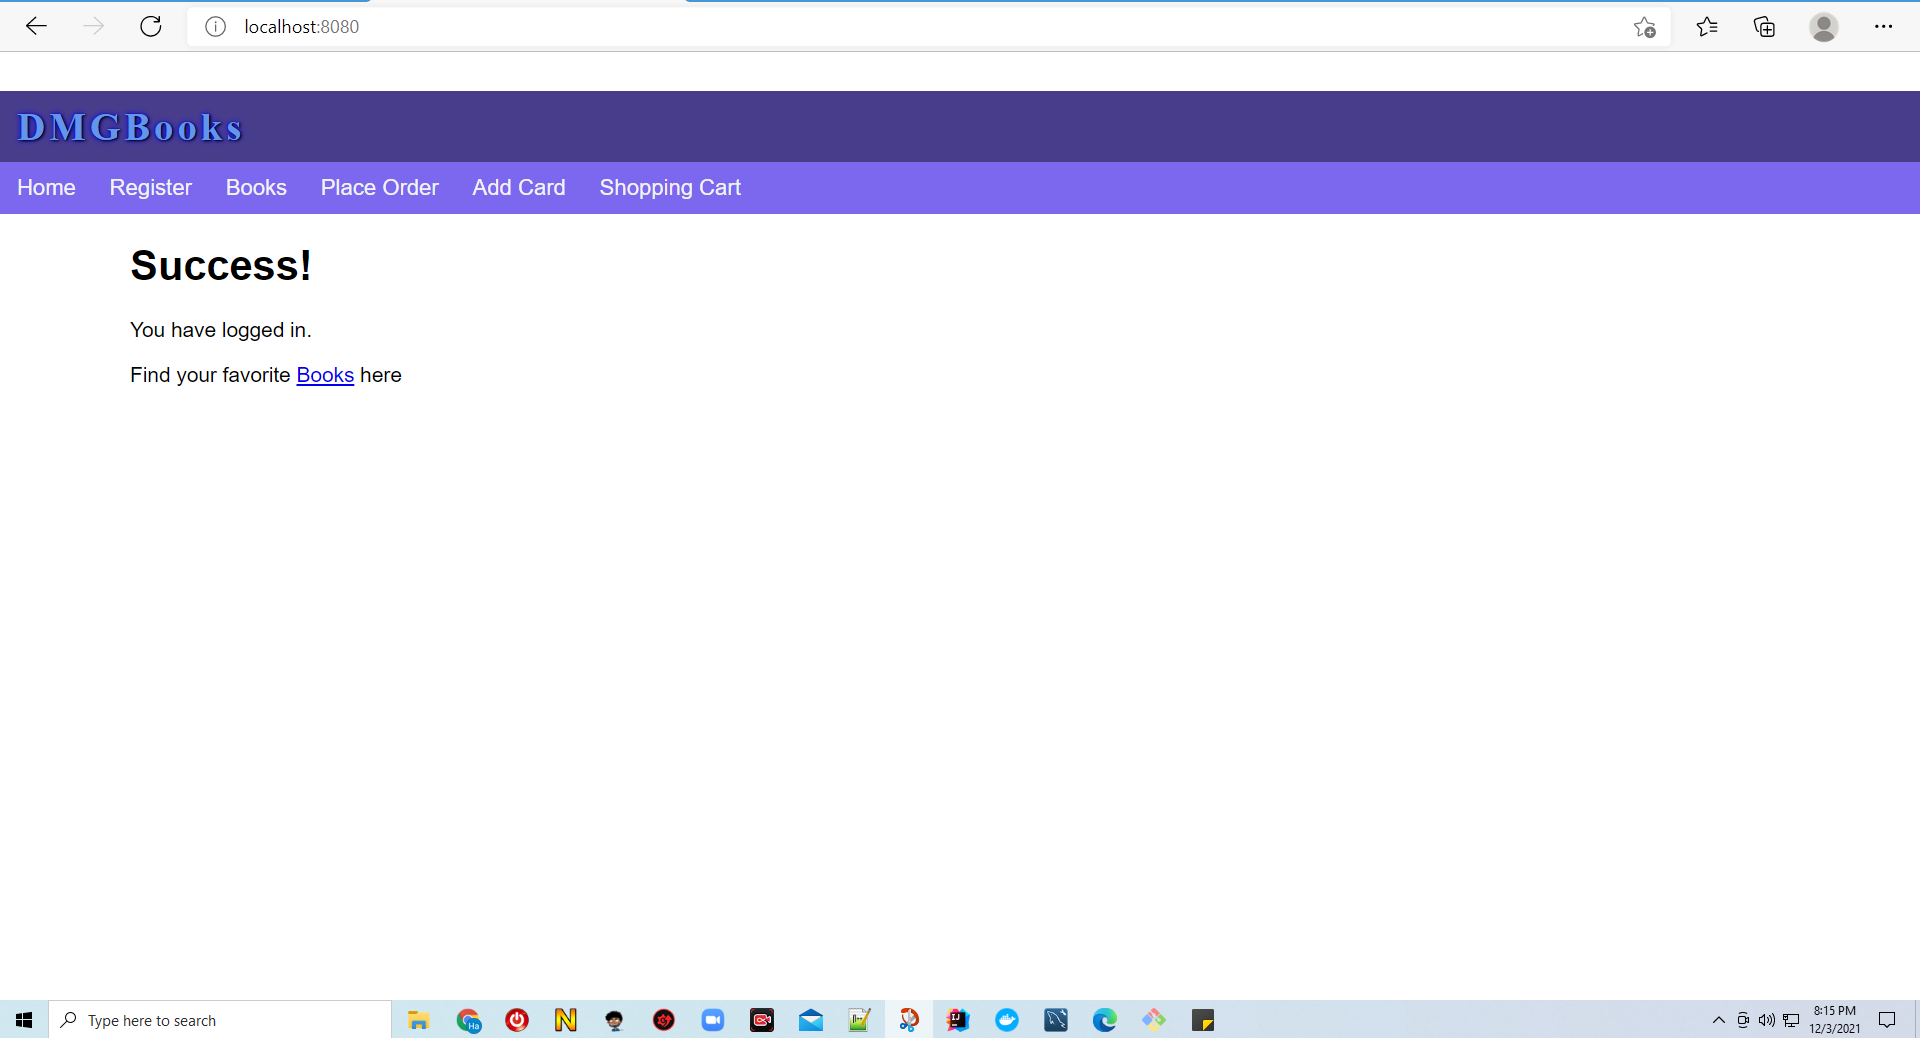 localhost:8080
DMGBooks
Home Register Books Place Order Add Card Shopping Cart
Success!
You have logged in.
Find your favorite Books here
Type here to search
8:15 PM
12/3/2021